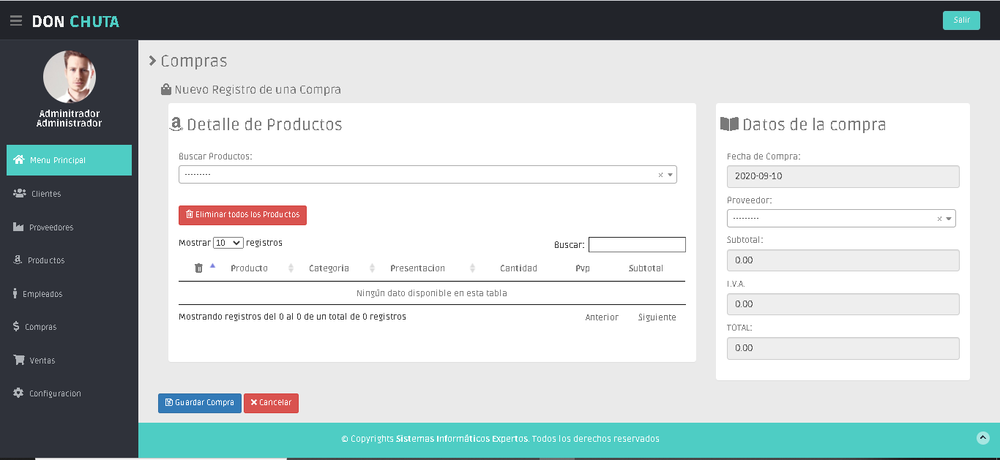 DON CHUTA
Salir
Adminitrador
Administrador
Menu Principal
Clientes
Proveedores
Productos
Empleados
Compras
Ventas
Configuracion
Compras
Nuevo Registro de una Compra
Detalle de Productos
Buscar Productos:
---------
×
Eliminar todos los Productos
Mostrar 10 registros
Buscar:
Producto Categoria Presentacion Cantidad Pvp Subtotal
Ningún dato disponible en esta tabla
Mostrando registros del 0 al 0 de un total de 0 registros
Anterior Siguiente
Datos de la compra
Fecha de Compra:
2020-09-10
Proveedor:
---------
×
Subtotal:
0.00
I.V.A.
0.00
TOTAL:
0.00
Guardar Compra
Cancelar
© Copyrights Sistemas Informáticos Expertos. Todos los derechos reservados